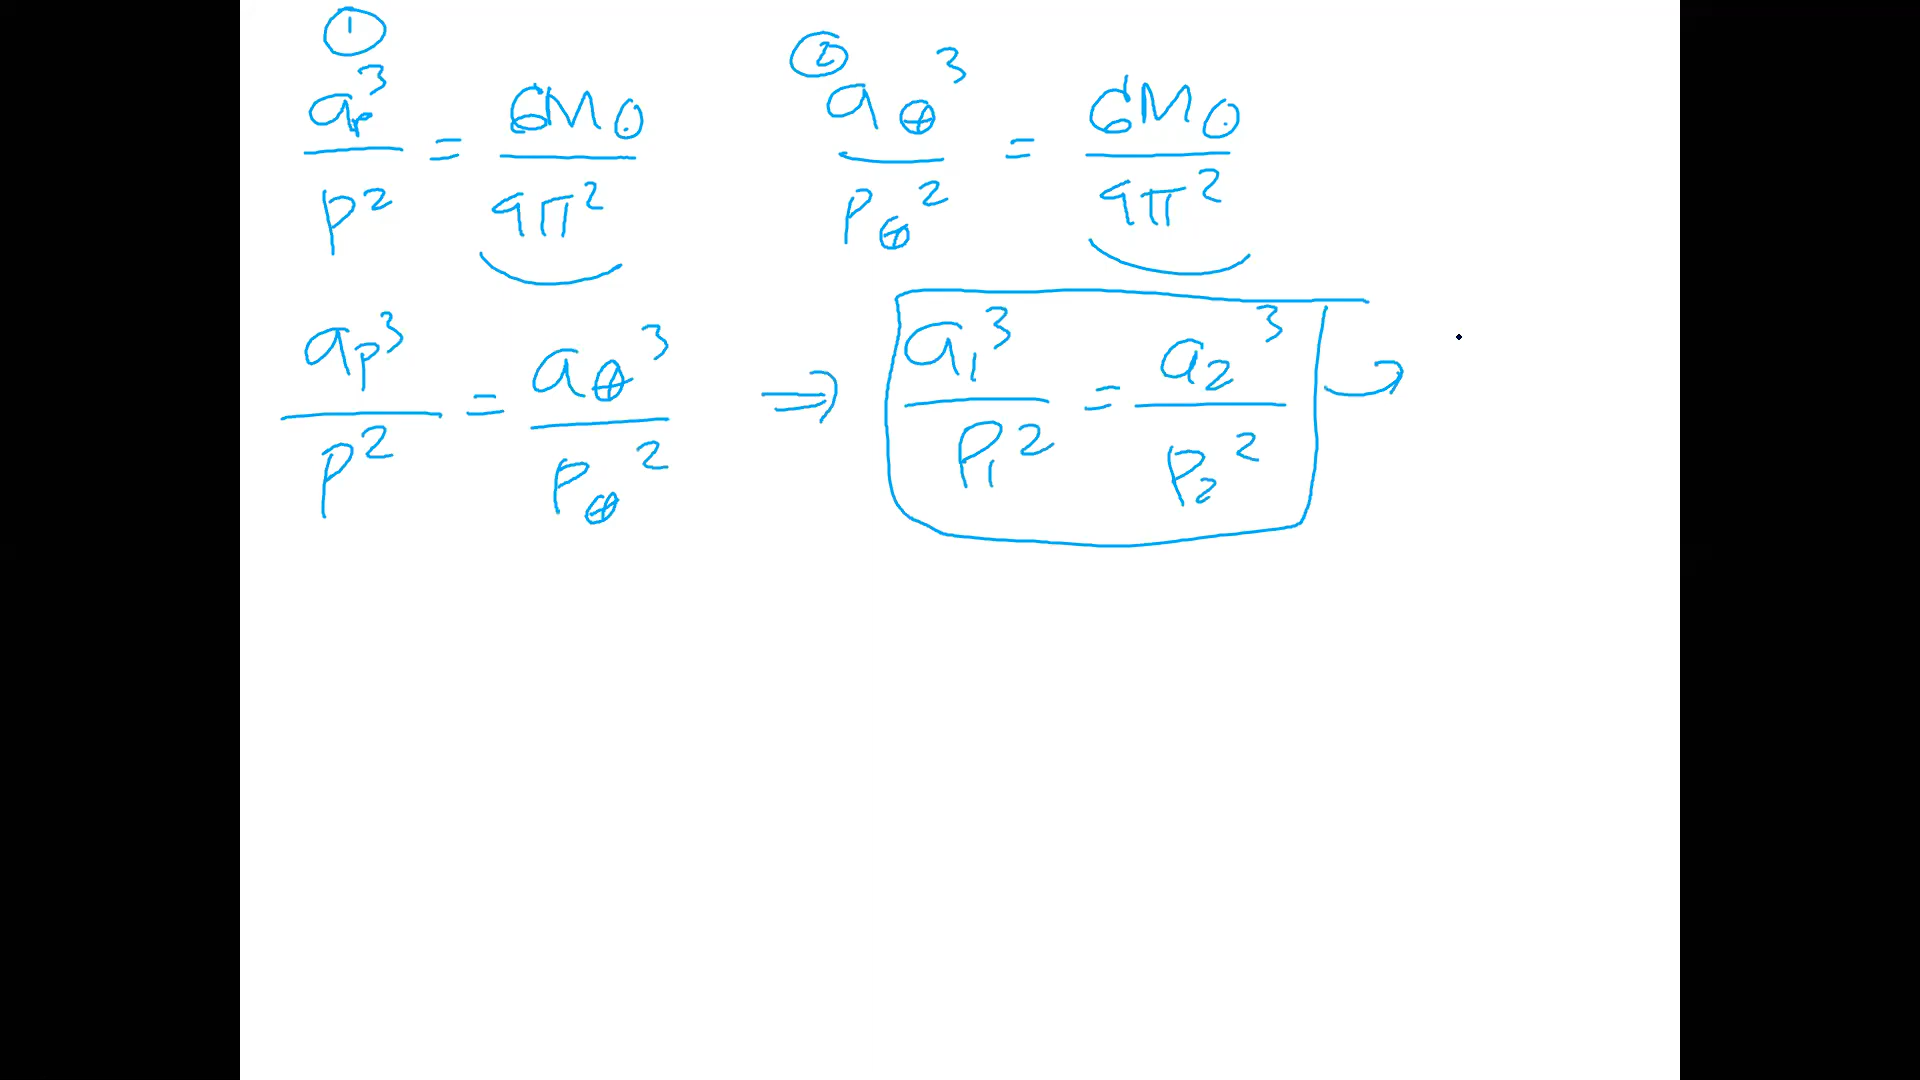 ① ②
a_p³/p² = GM⊙/4π² a⊕³/p⊕² = GM⊙/4π²
a_p³/p² = a⊕³/p⊕² ⇒ a₁³/P₁² = a₂³/P₂²